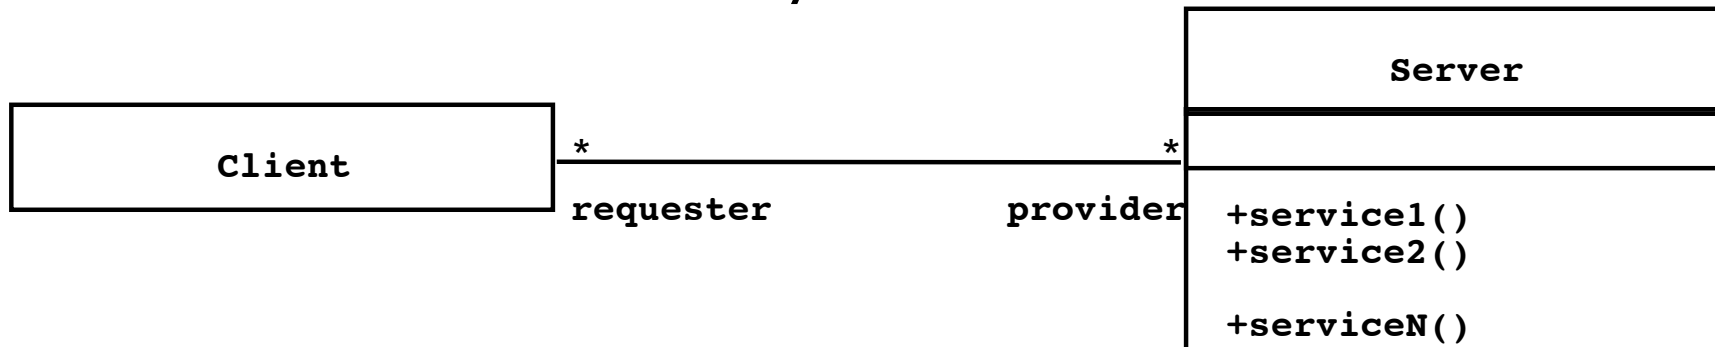 Server
Client
* *
requester provider
+service1()
+service2()
+serviceN()